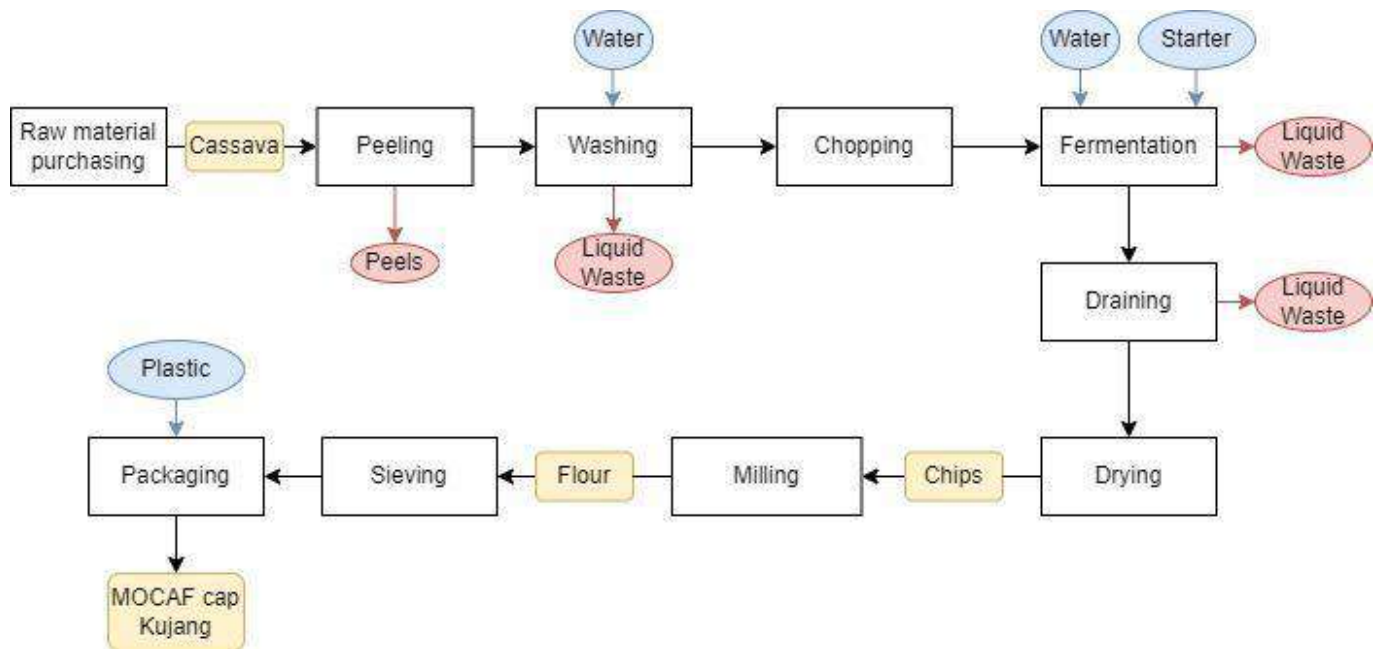 Water
Water
Starter
Raw material
purchasing
Cassava
Peeling
Washing
Chopping
Fermentation
Liquid
Waste
Peels
Liquid
Waste
Draining
Liquid
Waste
Plastic
Packaging
Sieving
Flour
Milling
Chips
Drying
MOCAF cap
Kujang